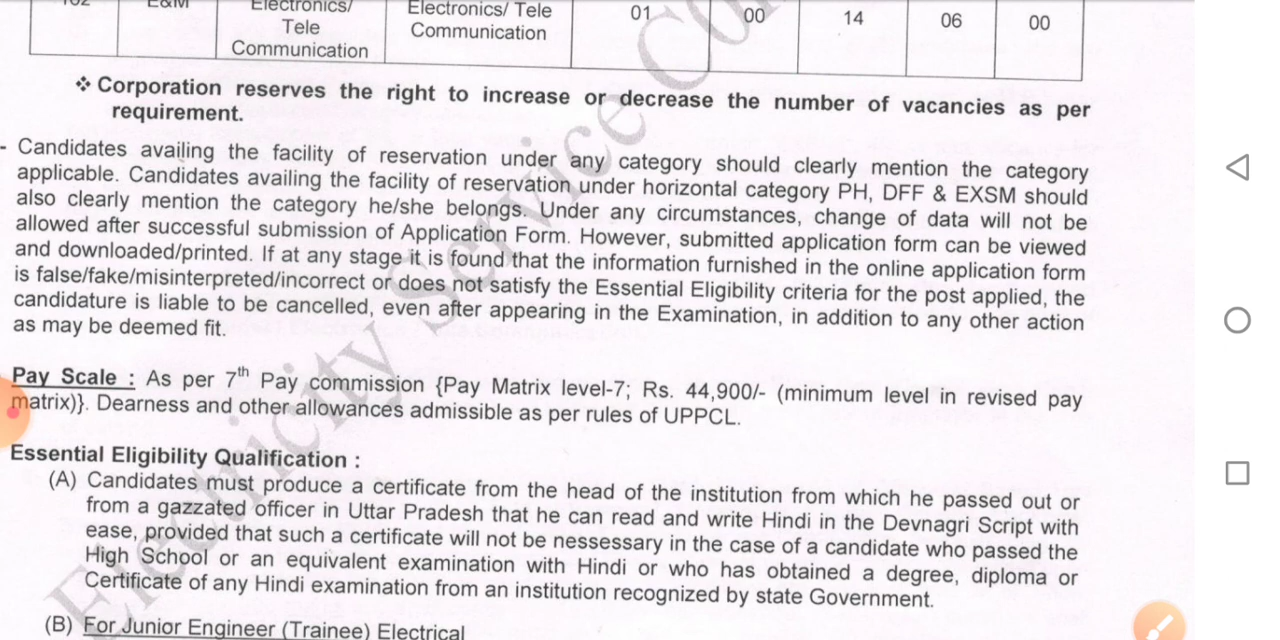 102 E&M Electronics/ Tele Communication Electronics/ Tele Communication 01 00 14 06 00
❖ Corporation reserves the right to increase or decrease the number of vacancies as per
requirement.
- Candidates availing the facility of reservation under any category should clearly mention the category
applicable. Candidates availing the facility of reservation under horizontal category PH, DFF & EXSM should
also clearly mention the category he/she belongs. Under any circumstances, change of data will not be
allowed after successful submission of Application Form. However, submitted application form can be viewed
and downloaded/printed. If at any stage it is found that the information furnished in the online application form
is false/fake/misinterpreted/incorrect or does not satisfy the Essential Eligibility criteria for the post applied, the
candidature is liable to be cancelled, even after appearing in the Examination, in addition to any other action
as may be deemed fit.
Pay Scale : As per 7th Pay commission {Pay Matrix level-7; Rs. 44,900/- (minimum level in revised pay
matrix)}. Dearness and other allowances admissible as per rules of UPPCL.
Essential Eligibility Qualification :
(A) Candidates must produce a certificate from the head of the institution from which he passed out or
from a gazzated officer in Uttar Pradesh that he can read and write Hindi in the Devnagri Script with
ease, provided that such a certificate will not be nessessary in the case of a candidate who passed the
High School or an equivalent examination with Hindi or who has obtained a degree, diploma or
Certificate of any Hindi examination from an institution recognized by state Government.
(B) For Junior Engineer (Trainee) Electrical
Electricity Service Co